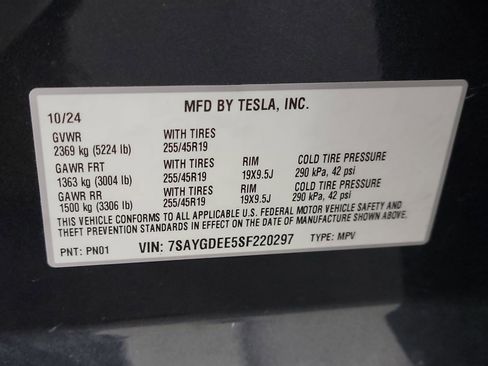 MFD BY TESLA, INC.
10/24
GVWR WITH TIRES
2369 kg (5224 lb) 255/45R19
GAWR FRT WITH TIRES RIM COLD TIRE PRESSURE
1363 kg (3004 lb) 255/45R19 19X9.5J 290 kPa, 42 psi
GAWR RR WITH TIRES RIM COLD TIRE PRESSURE
1500 kg (3306 lb) 255/45R19 19X9.5J 290 kPa, 42 psi
THIS VEHICLE CONFORMS TO ALL APPLICABLE U.S. FEDERAL MOTOR VEHICLE SAFETY AND
THEFT PREVENTION STANDARDS IN EFFECT ON THE DATE OF MANUFACTURE SHOWN ABOVE.
PNT: PN01 VIN: 7SAYGDEE5SF220297 TYPE: MPV